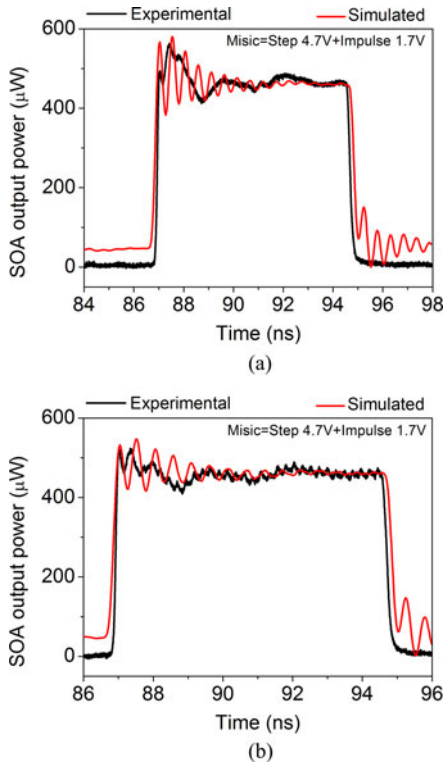 Experimental Simulated
600
Misic=Step 4.7V+Impulse 1.7V
400
200
0
SOA output power (μW)
84 86 88 90 92 94 96 98
Time (ns)
(a)
Experimental Simulated
600
Misic=Step 4.7V+Impulse 1.7V
400
200
0
SOA output power (μW)
86 88 90 92 94 96
Time (ns)
(b)